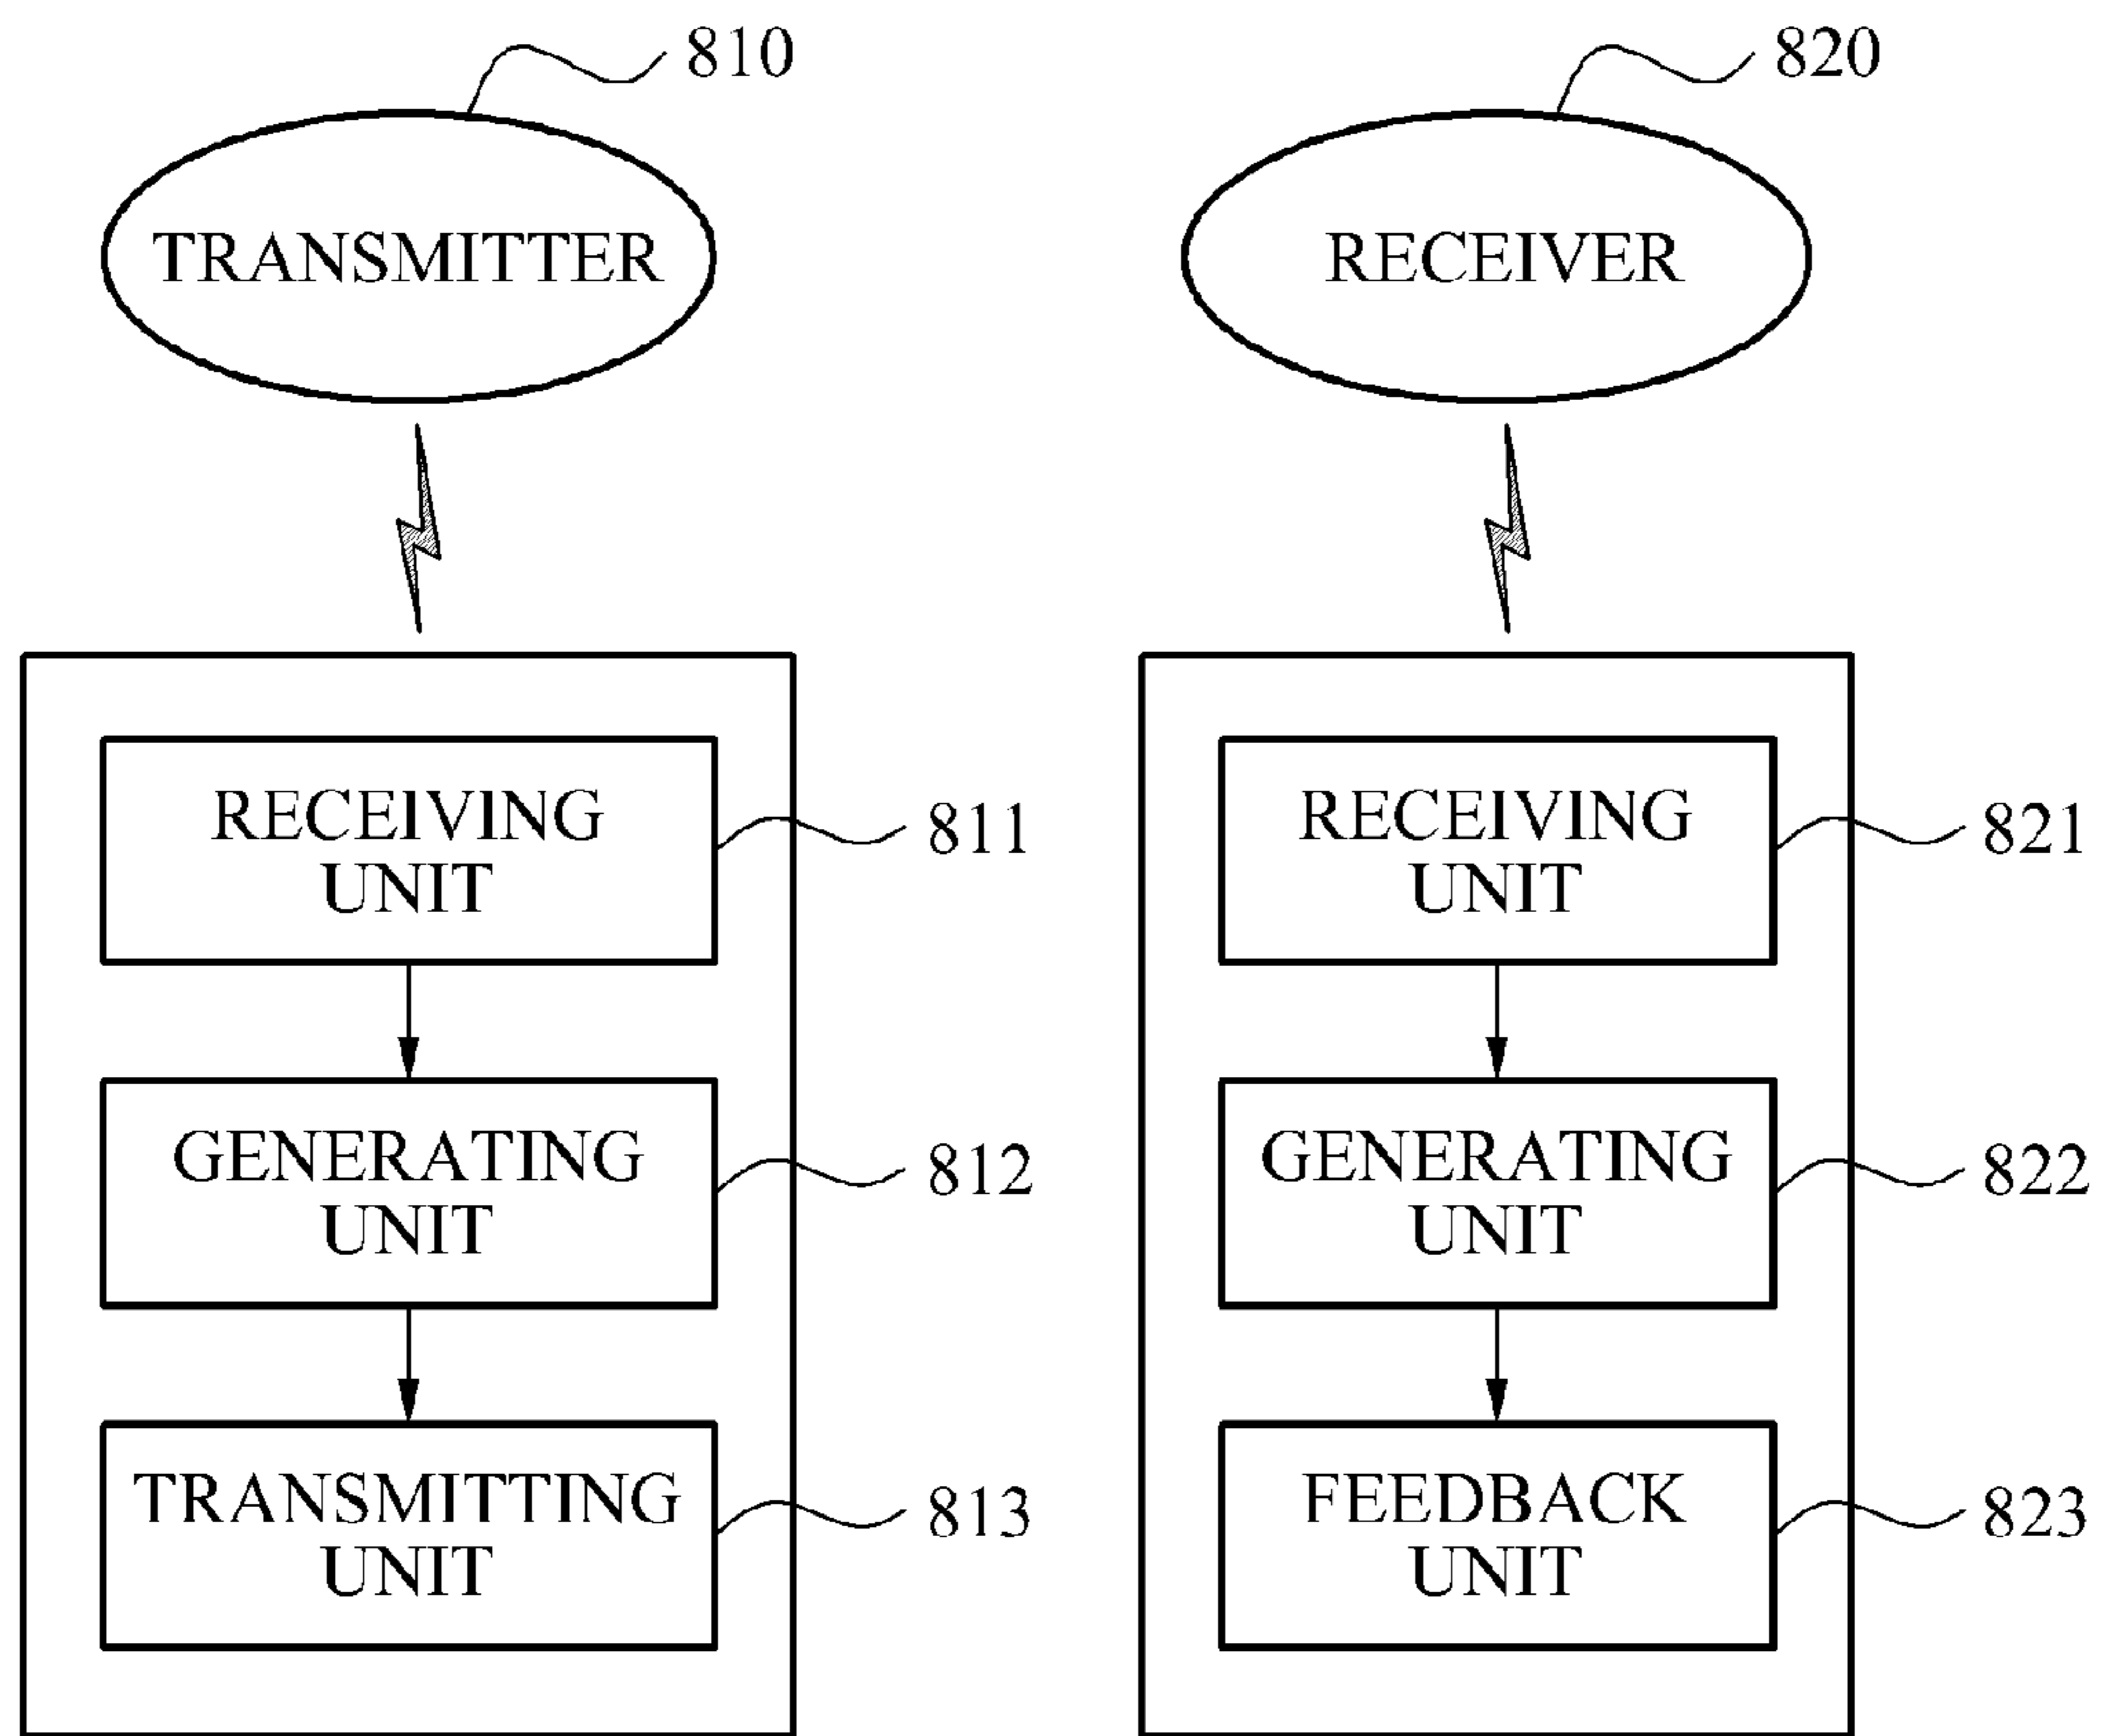 810
820
TRANSMITTER
RECEIVER
RECEIVING
UNIT
811
GENERATING
UNIT
812
TRANSMITTING
UNIT
813
RECEIVING
UNIT
821
GENERATING
UNIT
822
FEEDBACK
UNIT
823